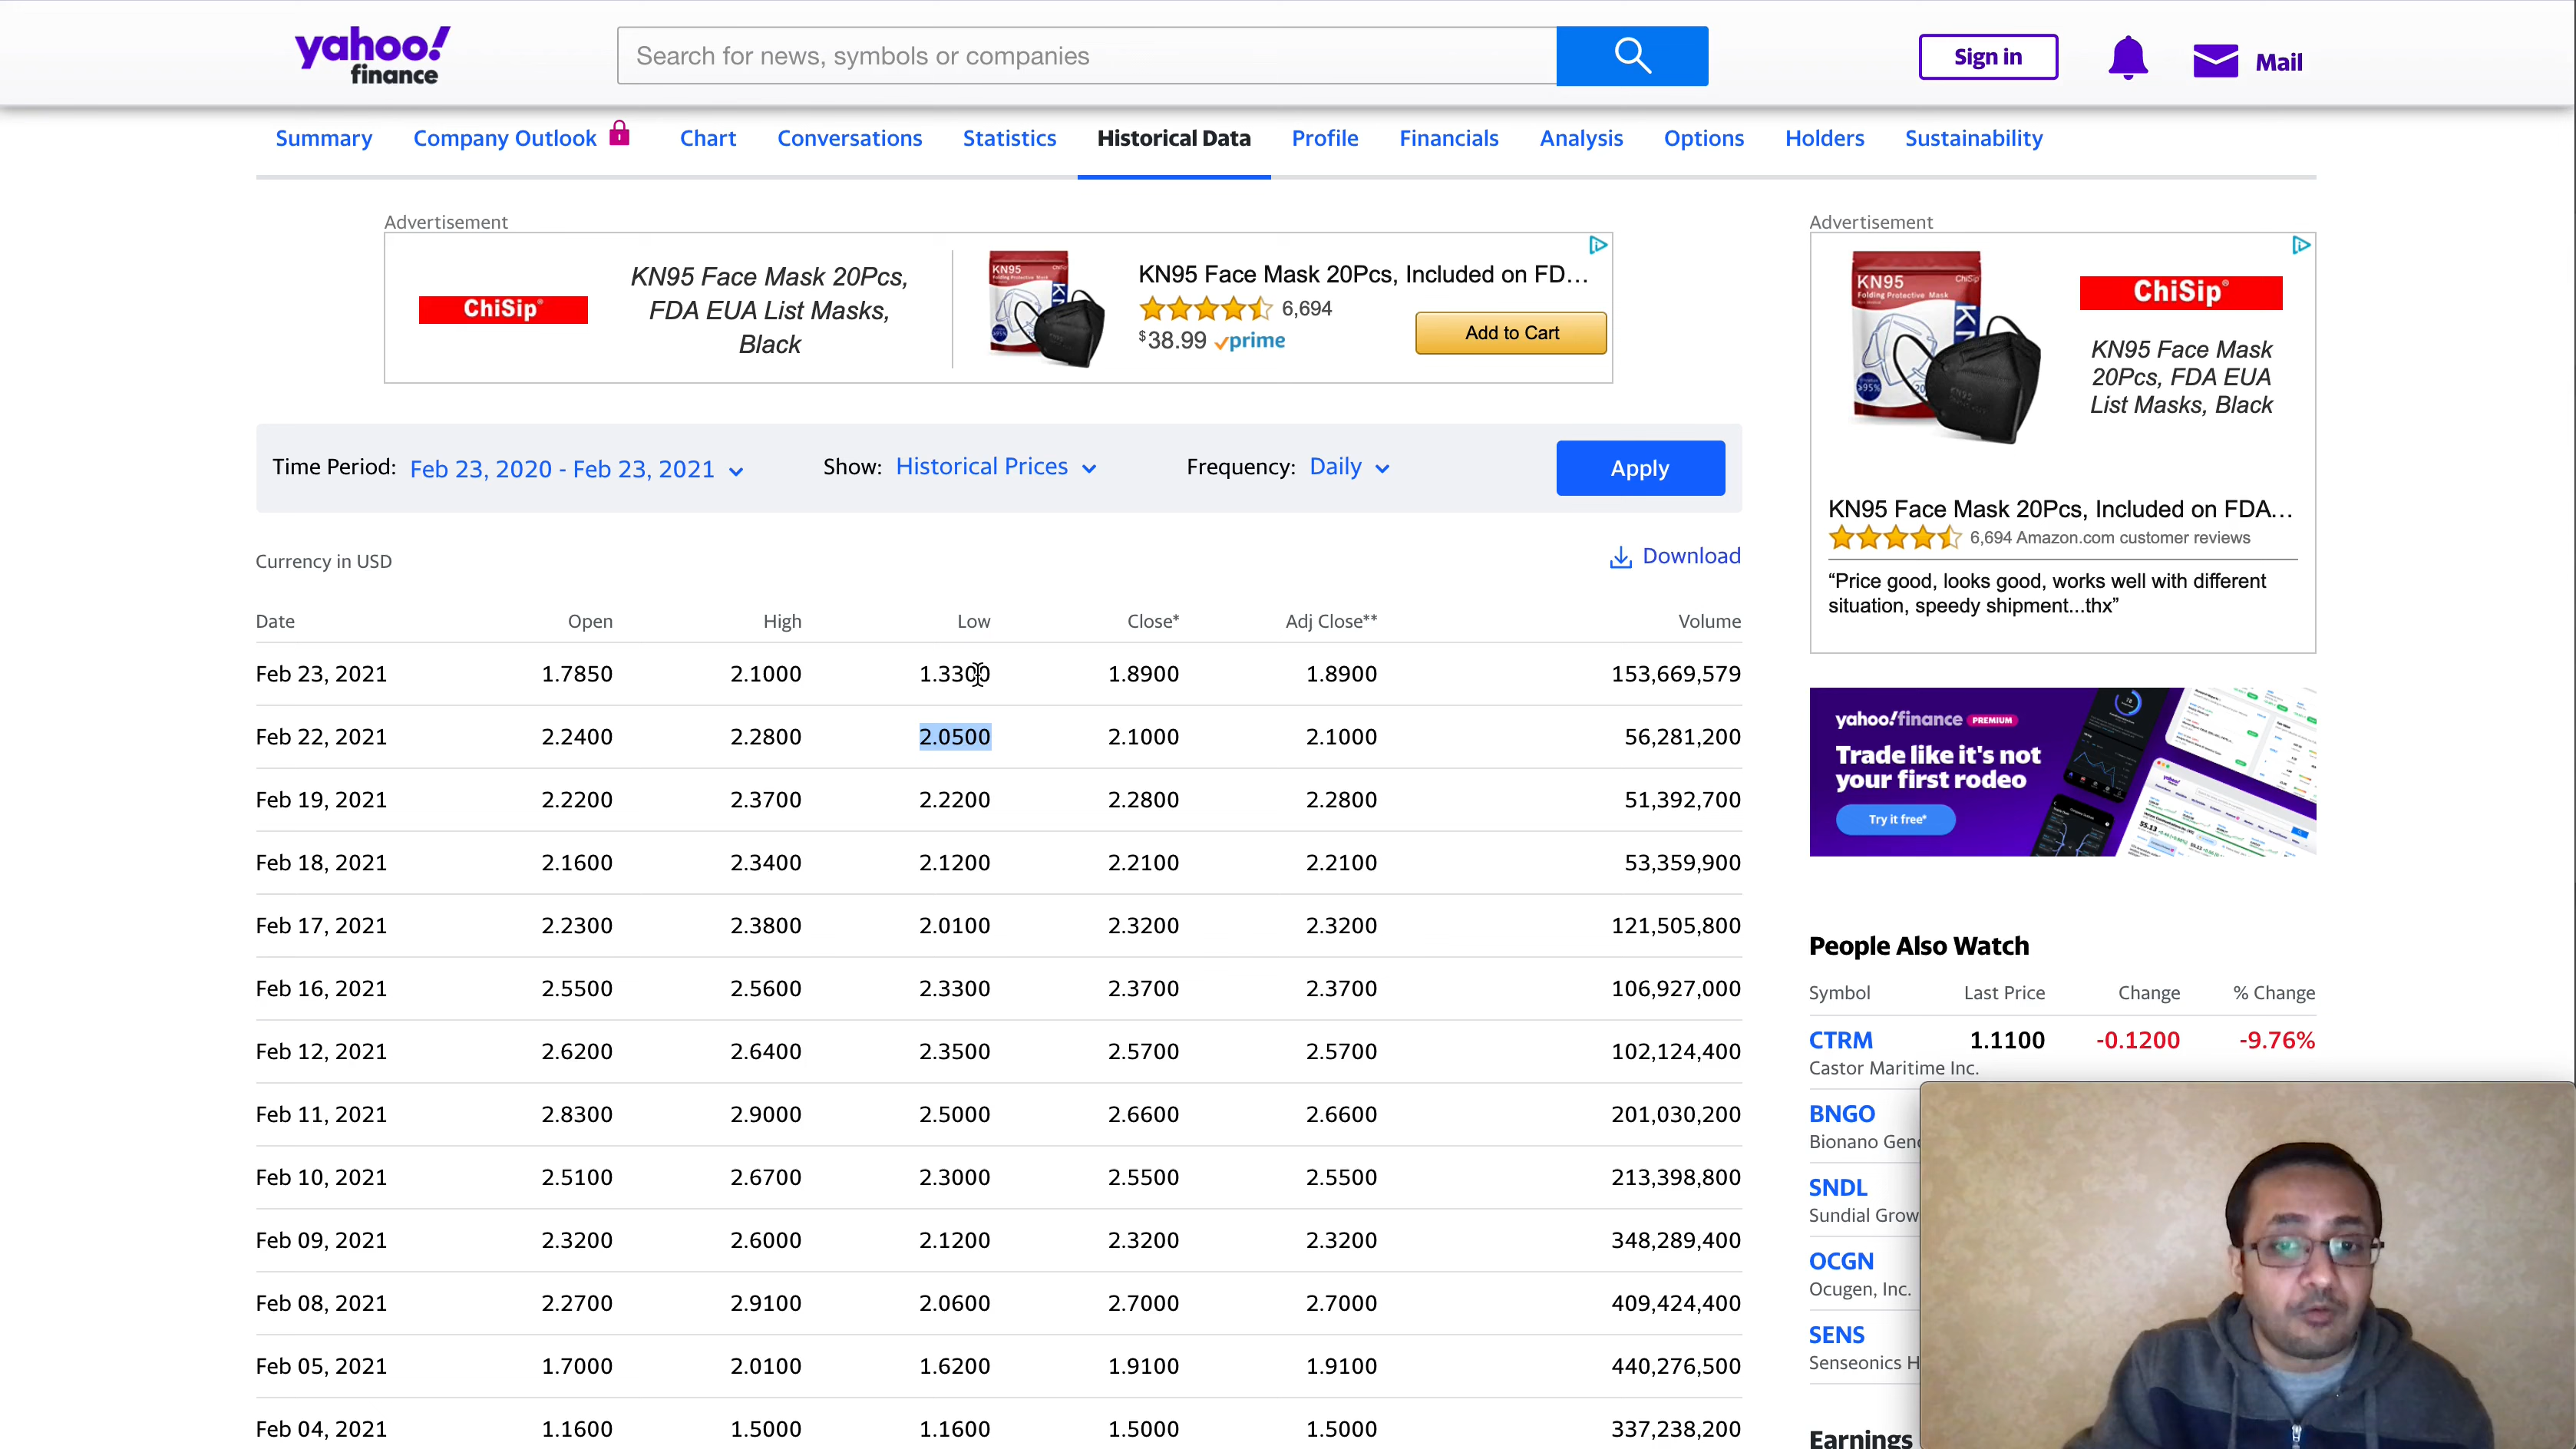 yahoo!
finance
Search for news, symbols or companies
Sign in
Mail
Summary Company Outlook Chart Conversations Statistics Historical Data Profile Financials Analysis Options Holders Sustainability
Advertisement
ChiSip®
KN95 Face Mask 20Pcs,
FDA EUA List Masks,
Black
KN95
Folding Protective Mask
KN95 Face Mask 20Pcs, Included on FD...
6,694
$38.99 prime
Add to Cart
Time Period: Feb 23, 2020 - Feb 23, 2021 Show: Historical Prices Frequency: Daily Apply
Currency in USD Download
Date Open High Low Close* Adj Close** Volume
Feb 23, 2021 1.7850 2.1000 1.3300 1.8900 1.8900 153,669,579
Feb 22, 2021 2.2400 2.2800 2.0500 2.1000 2.1000 56,281,200
Feb 19, 2021 2.2200 2.3700 2.2200 2.2800 2.2800 51,392,700
Feb 18, 2021 2.1600 2.3400 2.1200 2.2100 2.2100 53,359,900
Feb 17, 2021 2.2300 2.3800 2.0100 2.3200 2.3200 121,505,800
Feb 16, 2021 2.5500 2.5600 2.3300 2.3700 2.3700 106,927,000
Feb 12, 2021 2.6200 2.6400 2.3500 2.5700 2.5700 102,124,400
Feb 11, 2021 2.8300 2.9000 2.5000 2.6600 2.6600 201,030,200
Feb 10, 2021 2.5100 2.6700 2.3000 2.5500 2.5500 213,398,800
Feb 09, 2021 2.3200 2.6000 2.1200 2.3200 2.3200 348,289,400
Feb 08, 2021 2.2700 2.9100 2.0600 2.7000 2.7000 409,424,400
Feb 05, 2021 1.7000 2.0100 1.6200 1.9100 1.9100 440,276,500
Feb 04, 2021 1.1600 1.5000 1.1600 1.5000 1.5000 337,238,200
Advertisement
KN95 ChiSip
Folding Protective Mask
KN
≥95%
ChiSip®
KN95 Face Mask
20Pcs, FDA EUA
List Masks, Black
KN95 Face Mask 20Pcs, Included on FDA...
6,694 Amazon.com customer reviews
“Price good, looks good, works well with different
situation, speedy shipment...thx”
yahoo!finance PREMIUM
Trade like it's not
your first rodeo
Try it free*
People Also Watch
Symbol Last Price Change % Change
CTRM 1.1100 -0.1200 -9.76%
Castor Maritime Inc.
BNGO
Bionano Gen
SNDL
Sundial Grow
OCGN
Ocugen, Inc.
SENS
Senseonics H
Earnings